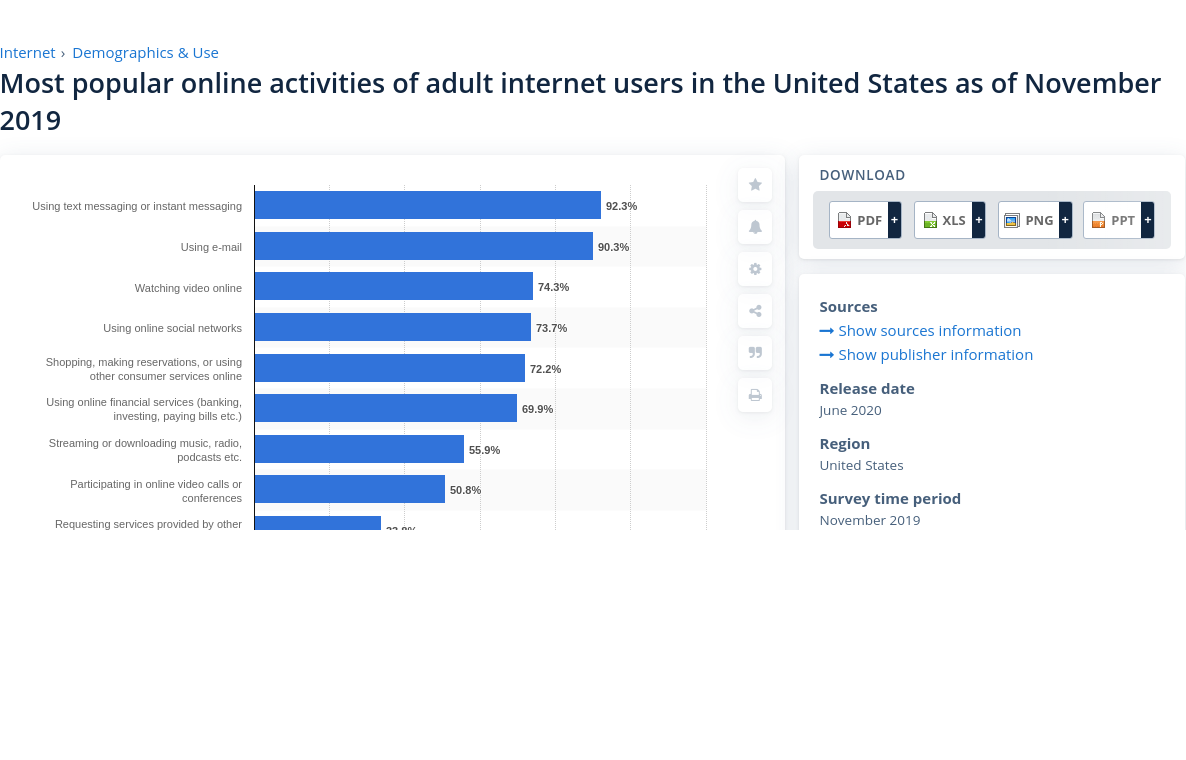 Internet › Demographics & Use
Most popular online activities of adult internet users in the United States as of November
2019
Using text messaging or instant messaging
92.3%
Using e-mail
90.3%
Watching video online
74.3%
Using online social networks
73.7%
Shopping, making reservations, or using
other consumer services online
72.2%
Using online financial services (banking,
investing, paying bills etc.)
69.9%
Streaming or downloading music, radio,
podcasts etc.
55.9%
Participating in online video calls or
conferences
50.8%
Requesting services provided by other
DOWNLOAD
PDF +
XLS +
PNG +
PPT +
Sources
Show sources information
Show publisher information
Release date
June 2020
Region
United States
Survey time period
November 2019